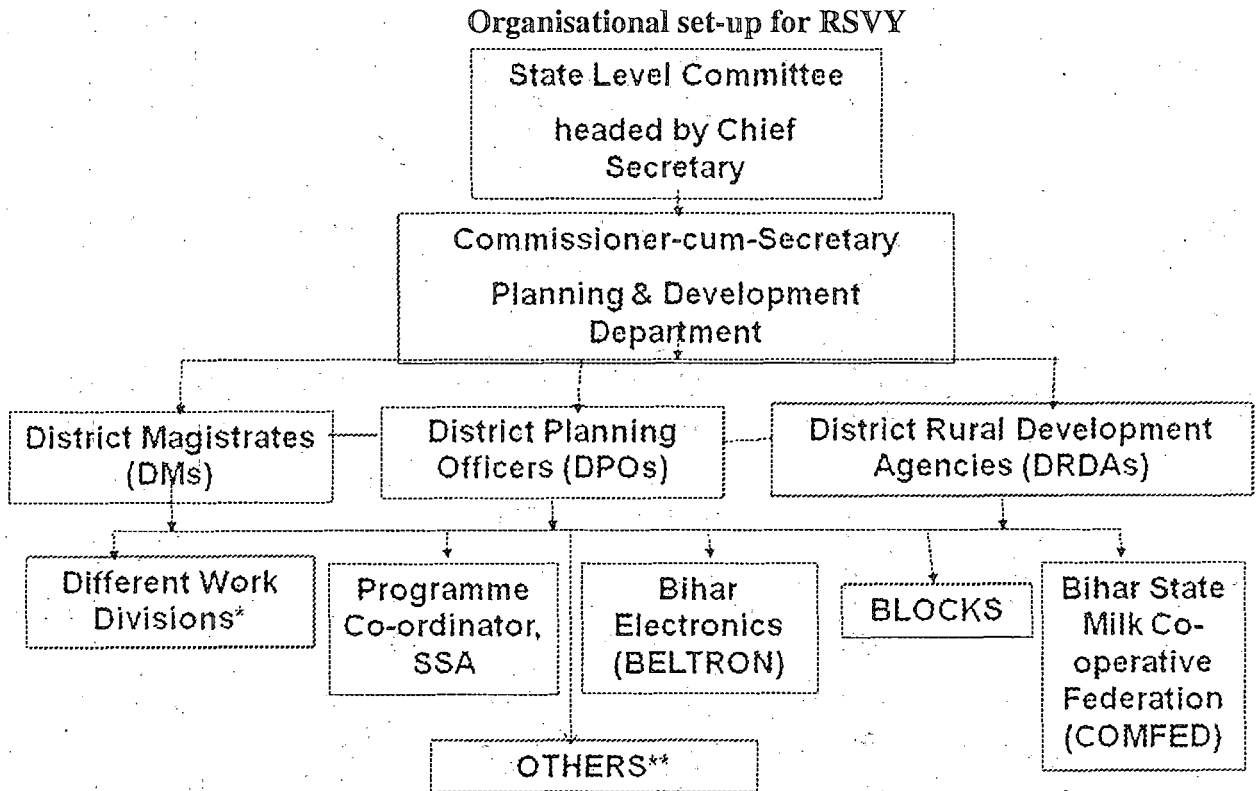 Organisational set-up for RSVY
State Level Committee
headed by Chief
Secretary
Commissioner-cum-Secretary
Planning & Development
Department
District Magistrates
(DMs)
District Planning
Officers (DPOs)
District Rural Development
Agencies (DRDAs)
Different Work
Divisions*
Programme
Co-ordinator,
SSA
Bihar
Electronics
(BELTRON)
BLOCKS
Bihar State
Milk Co-
operative
Federation
(COMFED)
OTHERS**